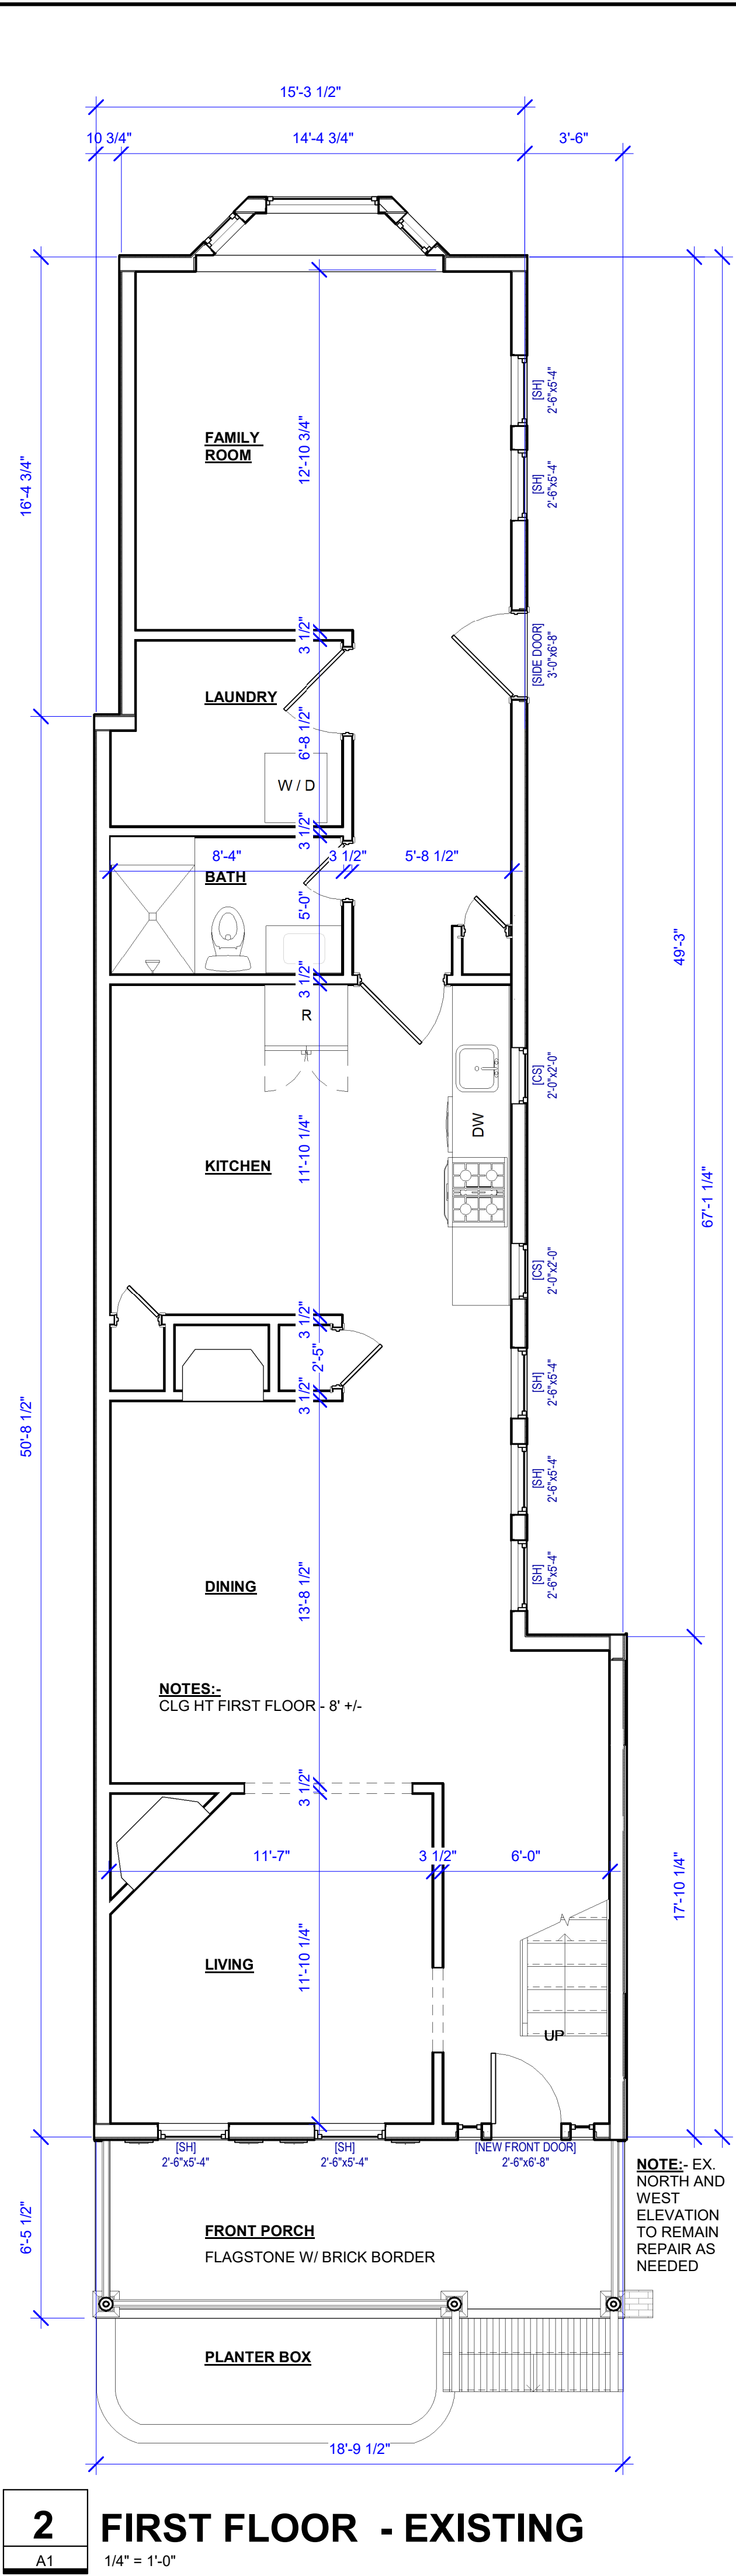 15'-3 1/2"
10 3/4"
14'-4 3/4"
3'-6"
[SH]
2'-6"x5'-4"
FAMILY
ROOM
12'-10 3/4"
16'-4 3/4"
[SH]
2'-6"x5'-4"
3 1/2"
[SIDE DOOR]
3'-0"x6'-8"
LAUNDRY
6'-8 1/2"
W / D
3 1/2"
8'-4"
3 1/2"
5'-8 1/2"
BATH
5'-0"
49'-3"
3 1/2"
R
[CS]
2'-0"x2'-0"
DW
11'-10 1/4"
KITCHEN
67'-1 1/4"
[CS]
2'-0"x2'-0"
3 1/2"
2'-5"
3 1/2"
[SH]
2'-6"x5'-4"
50'-8 1/2"
[SH]
2'-6"x5'-4"
DINING
13'-8 1/2"
[SH]
2'-6"x5'-4"
NOTES:-
CLG HT FIRST FLOOR - 8' +/-
3 1/2"
11'-7"
3 1/2"
6'-0"
17'-10 1/4"
LIVING
11'-10 1/4"
UP
[SH]
2'-6"x5'-4"
[SH]
2'-6"x5'-4"
[NEW FRONT DOOR]
2'-6"x6'-8"
NOTE:- EX.
NORTH AND
WEST
ELEVATION
TO REMAIN
REPAIR AS
NEEDED
6'-5 1/2"
FRONT PORCH
FLAGSTONE W/ BRICK BORDER
PLANTER BOX
18'-9 1/2"
2
A1
FIRST FLOOR - EXISTING
1/4" = 1'-0"